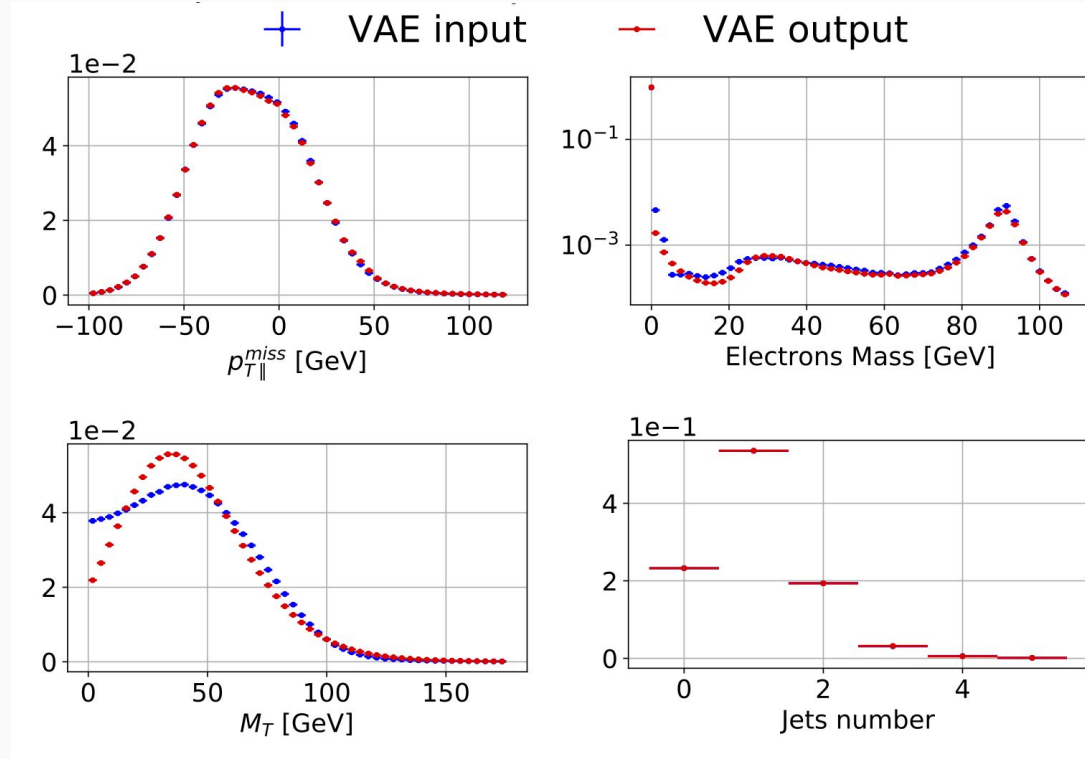 VAE input VAE output
1e−2
4
2
0
−100 −50 0 50 100
p_{T∥}^{miss} [GeV]
10^{−1}
10^{−3}
0 20 40 60 80 100
Electrons Mass [GeV]
1e−2
4
2
0
0 50 100 150
M_T [GeV]
1e−1
4
2
0
0 2 4
Jets number